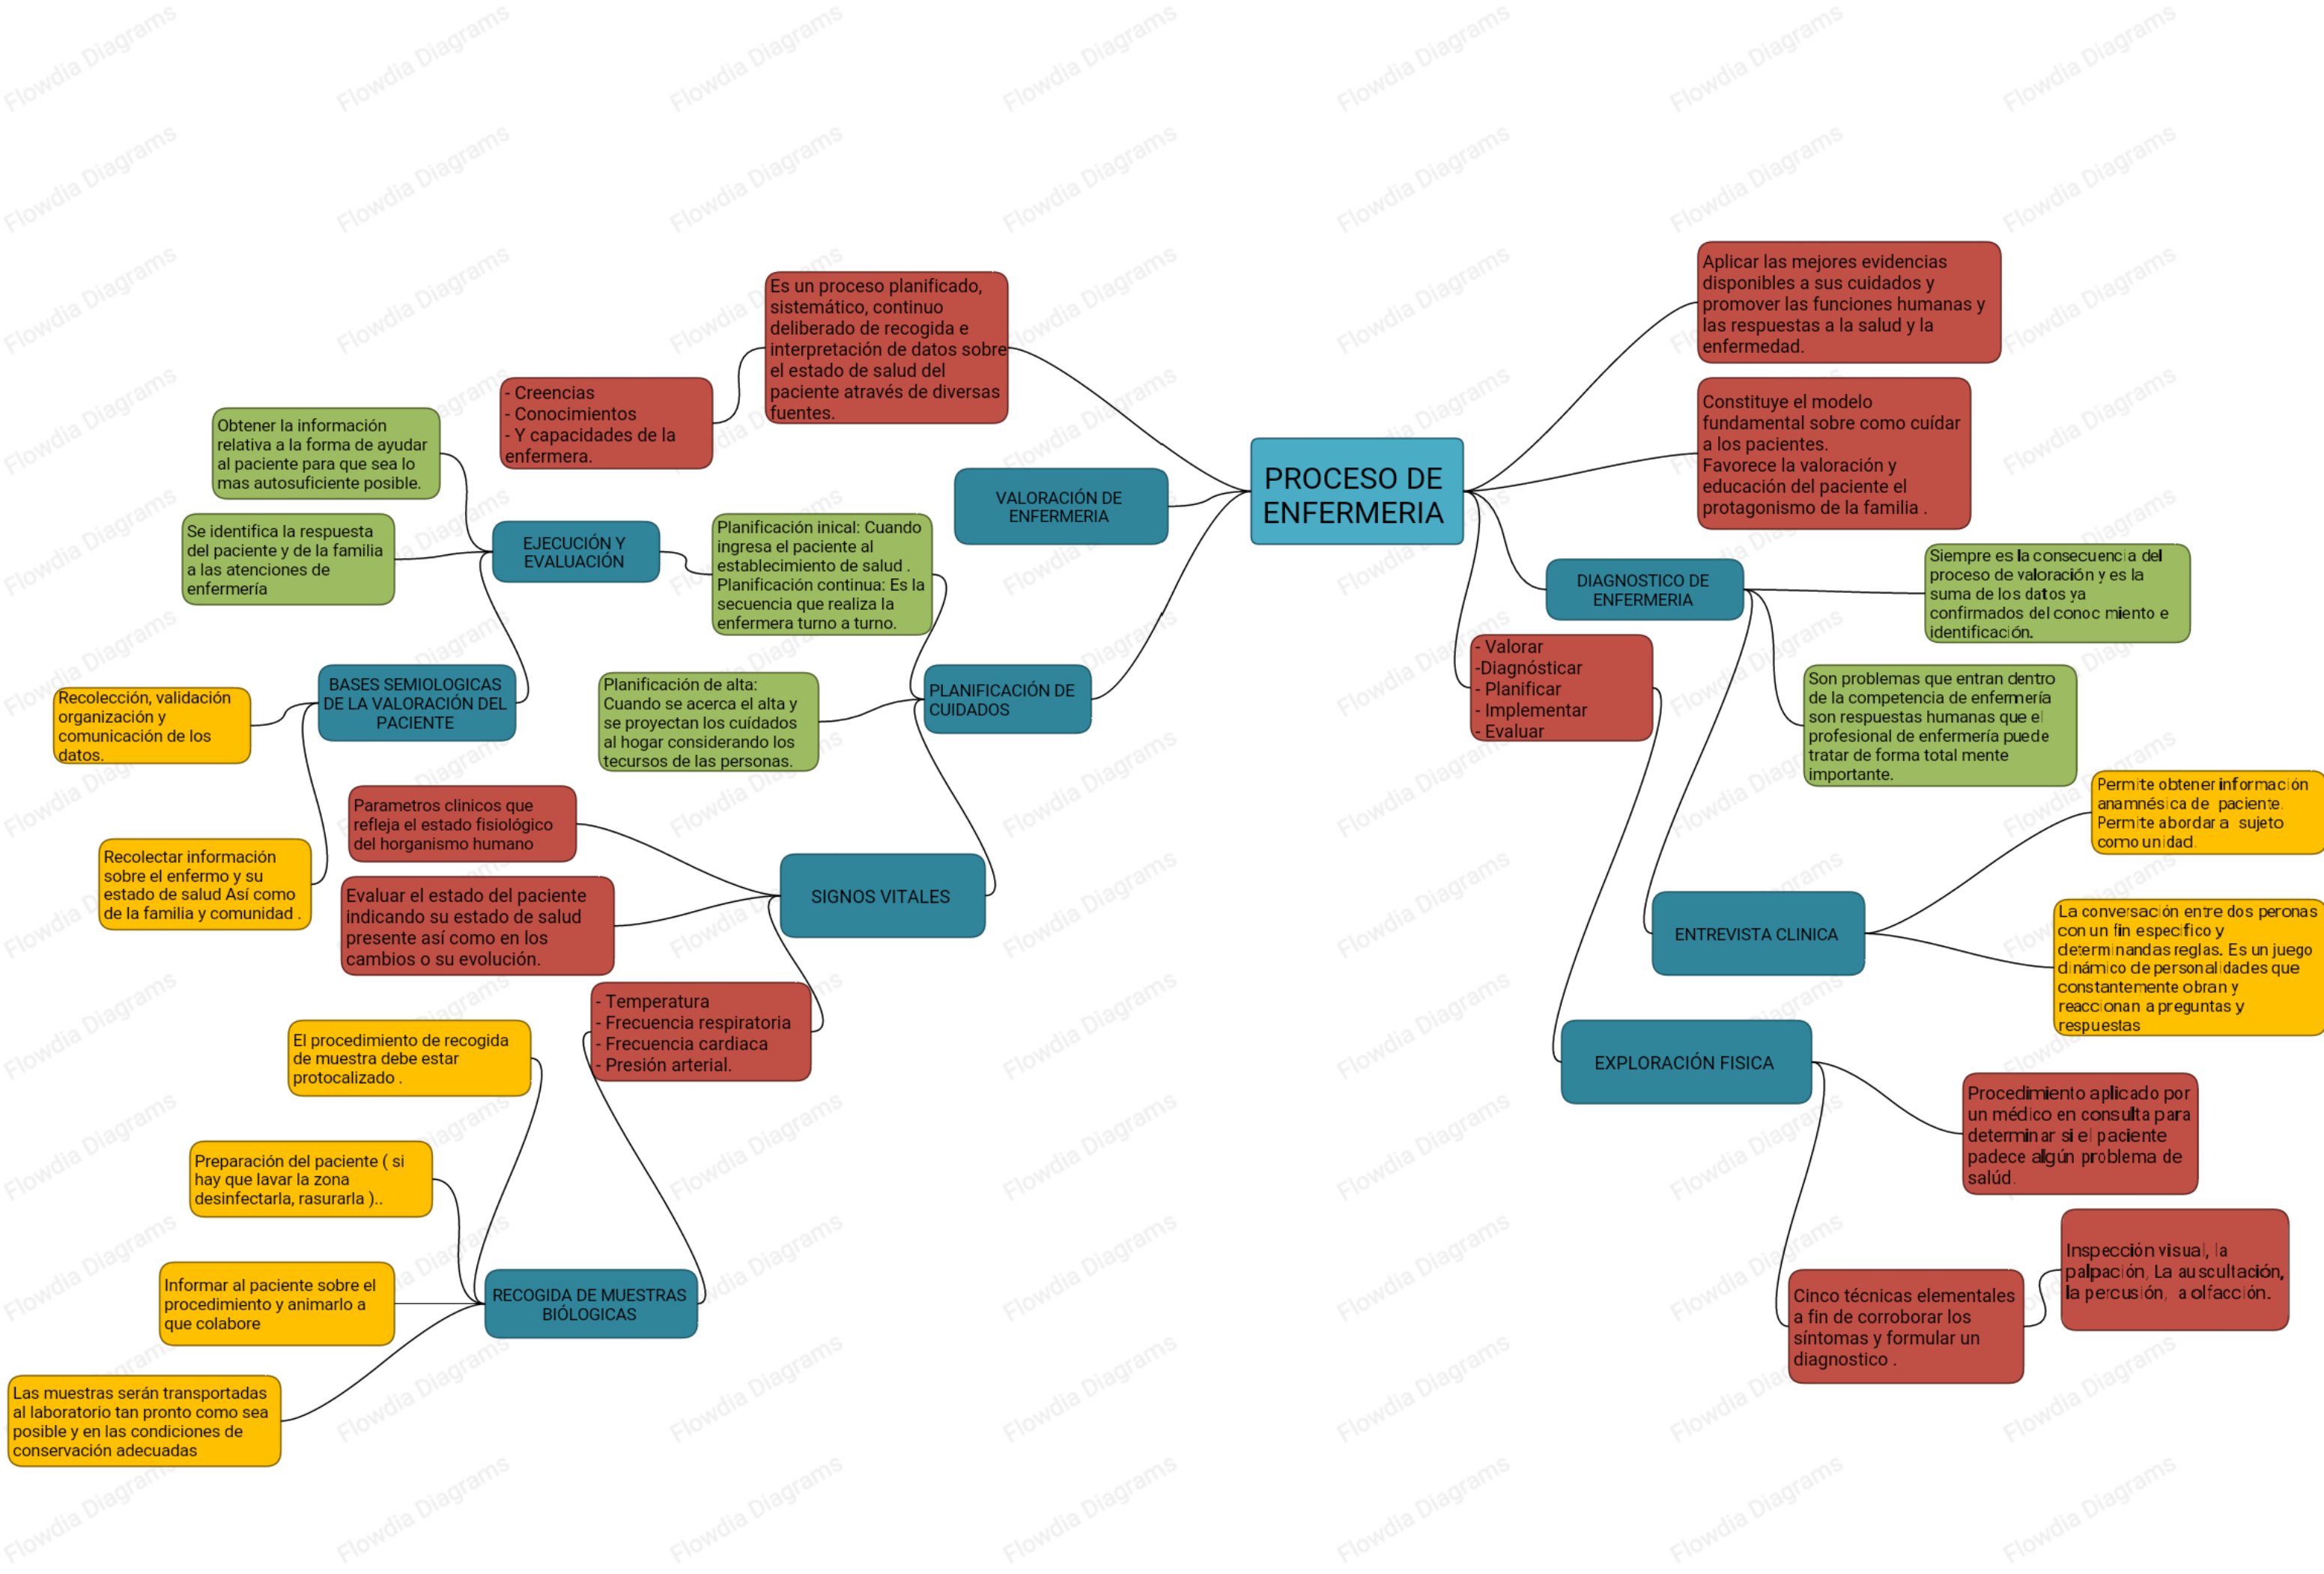 PROCESO DE
ENFERMERIA
Es un proceso planificado,
sistemático, continuo
deliberado de recogida e
interpretación de datos sobre
el estado de salud del
paciente através de diversas
fuentes.
- Creencias
- Conocimientos
- Y capacidades de la
enfermera.
VALORACIÓN DE
ENFERMERIA
PLANIFICACIÓN DE
CUIDADOS
Planificación inical: Cuando
ingresa el paciente al
establecimiento de salud .
Planificación continua: Es la
secuencia que realiza la
enfermera turno a turno.
Planificación de alta:
Cuando se acerca el alta y
se proyectan los cuídados
al hogar considerando los
tecursos de las personas.
EJECUCIÓN Y
EVALUACIÓN
Obtener la información
relativa a la forma de ayudar
al paciente para que sea lo
mas autosuficiente posible.
Se identifica la respuesta
del paciente y de la familia
a las atenciones de
enfermería
BASES SEMIOLOGICAS
DE LA VALORACIÓN DEL
PACIENTE
Recolección, validación
organización y
comunicación de los
datos.
Recolectar información
sobre el enfermo y su
estado de salud Así como
de la familia y comunidad .
SIGNOS VITALES
Parametros clinicos que
refleja el estado fisiológico
del horganismo humano
Evaluar el estado del paciente
indicando su estado de salud
presente así como en los
cambios o su evolución.
- Temperatura
- Frecuencia respiratoria
- Frecuencia cardiaca
- Presión arterial.
RECOGIDA DE MUESTRAS
BIÓLOGICAS
El procedimiento de recogida
de muestra debe estar
protocalizado .
Preparación del paciente ( si
hay que lavar la zona
desinfectarla, rasurarla )..
Informar al paciente sobre el
procedimiento y animarlo a
que colabore
Las muestras serán transportadas
al laboratorio tan pronto como sea
posible y en las condiciones de
conservación adecuadas
Aplicar las mejores evidencias
disponibles a sus cuidados y
promover las funciones humanas y
las respuestas a la salud y la
enfermedad.
Constituye el modelo
fundamental sobre como cuídar
a los pacientes.
Favorece la valoración y
educación del paciente el
protagonismo de la familia .
DIAGNOSTICO DE
ENFERMERIA
Siempre es la consecuencia del
proceso de valoración y es la
suma de los datos ya
confirmados del conoc miento e
identificación.
Son problemas que entran dentro
de la competencia de enfermería
son respuestas humanas que el
profesional de enfermería puede
tratar de forma total mente
importante.
- Valorar
-Diagnósticar
- Planificar
- Implementar
- Evaluar
ENTREVISTA CLINICA
Permite obtener información
anamnésica de paciente.
Permite abordar a sujeto
como unidad.
La conversación entre dos peronas
con un fin especifico y
determinandas reglas. Es un juego
dinámico de personalidades que
constantemente obran y
reaccionan a preguntas y
respuestas
EXPLORACIÓN FISICA
Procedimiento aplicado por
un médico en consulta para
determinar si el paciente
padece algún problema de
salúd.
Cinco técnicas elementales
a fin de corroborar los
síntomas y formular un
diagnostico .
Inspección visual, la
palpación, La auscultación,
la percusión, a olfacción.
Flowdia Diagrams